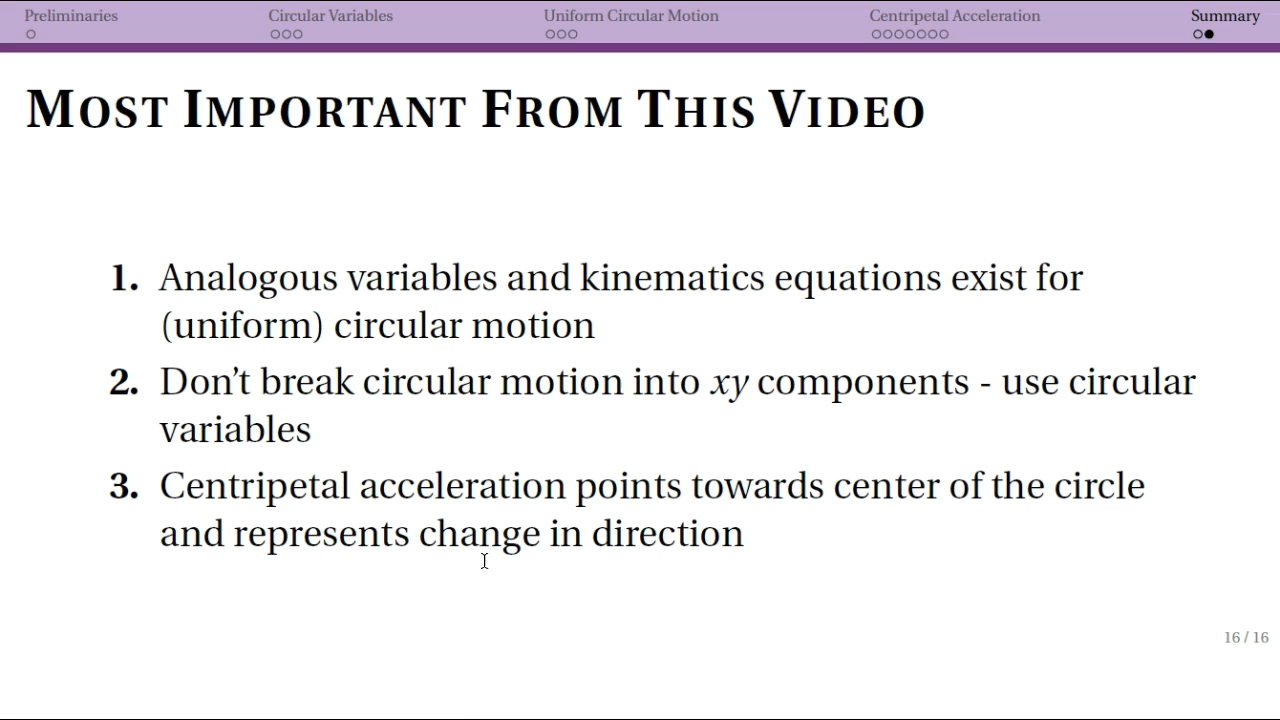 Preliminaries Circular Variables Uniform Circular Motion Centripetal Acceleration Summary
Most Important From This Video
1. Analogous variables and kinematics equations exist for
(uniform) circular motion
2. Don't break circular motion into xy components - use circular
variables
3. Centripetal acceleration points towards center of the circle
and represents change in direction
16 / 16